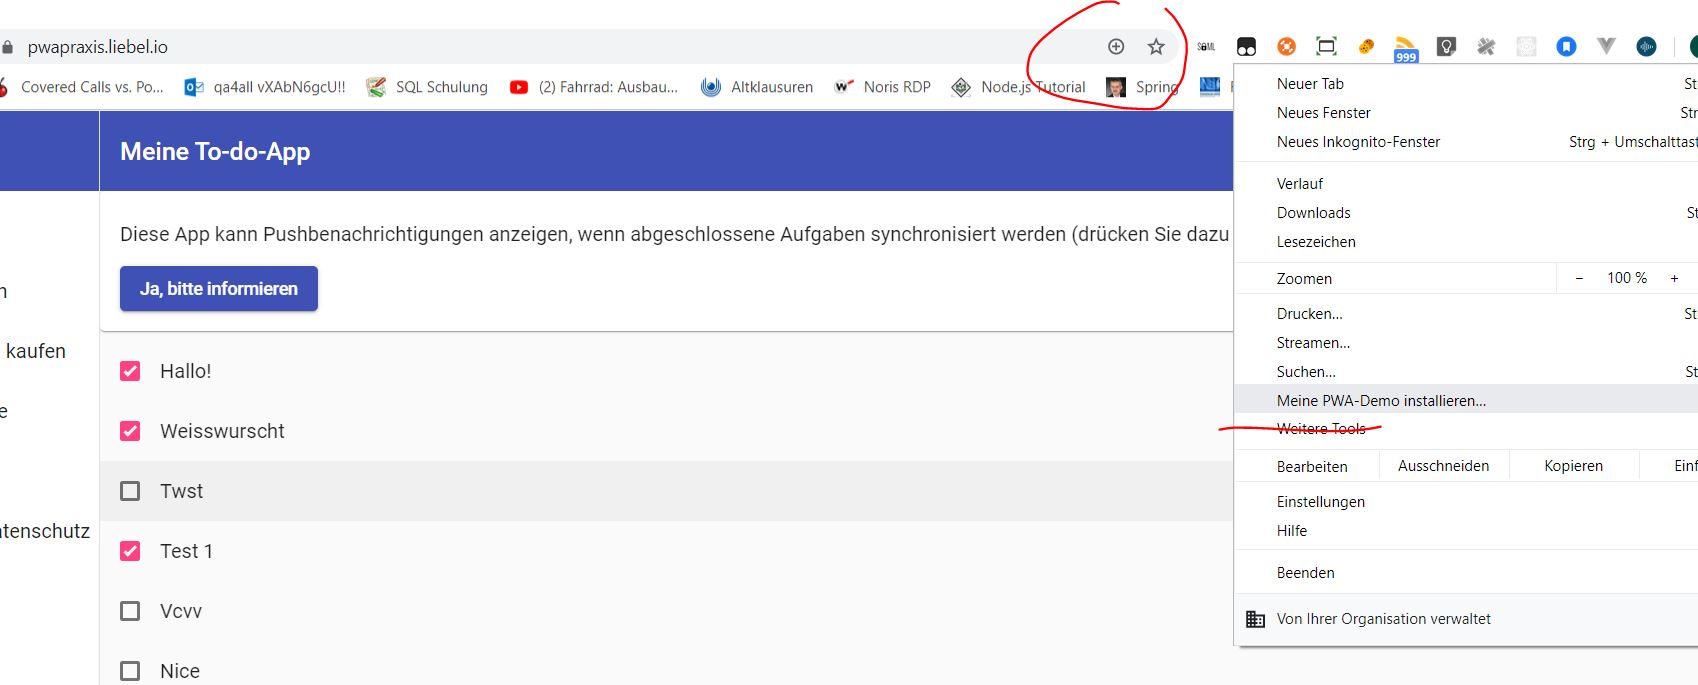 pwapraxis.liebel.io
SAML
999
Covered Calls vs. Po... qa4all vXAbN6gcU!! SQL Schulung (2) Fahrrad: Ausbau... Altklausuren Noris RDP Node.js Tutorial Spring
Meine To-do-App
Diese App kann Pushbenachrichtigungen anzeigen, wenn abgeschlossene Aufgaben synchronisiert werden (drücken Sie dazu
Ja, bitte informieren
n
kaufen
e
atenschutz
Hallo!
Weisswurscht
Twst
Test 1
Vcvv
Nice
Neuer Tab St
Neues Fenster Str
Neues Inkognito-Fenster Strg + Umschalttast
Verlauf
Downloads St
Lesezeichen
Zoomen − 100 % +
Drucken... St
Streamen...
Suchen... St
Meine PWA-Demo installieren...
Weitere Tools
Bearbeiten Ausschneiden Kopieren Einf
Einstellungen
Hilfe
Beenden
Von Ihrer Organisation verwaltet